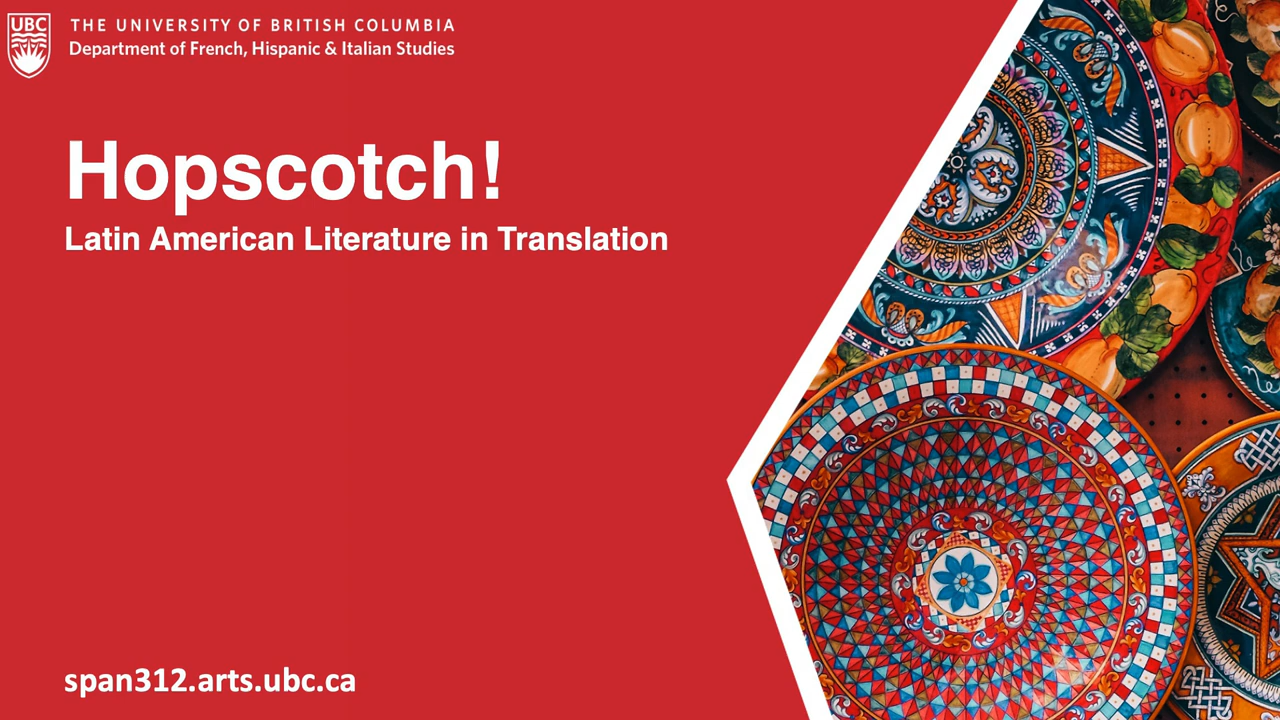 UBC
THE UNIVERSITY OF BRITISH COLUMBIA
Department of French, Hispanic & Italian Studies
Hopscotch!
Latin American Literature in Translation
span312.arts.ubc.ca